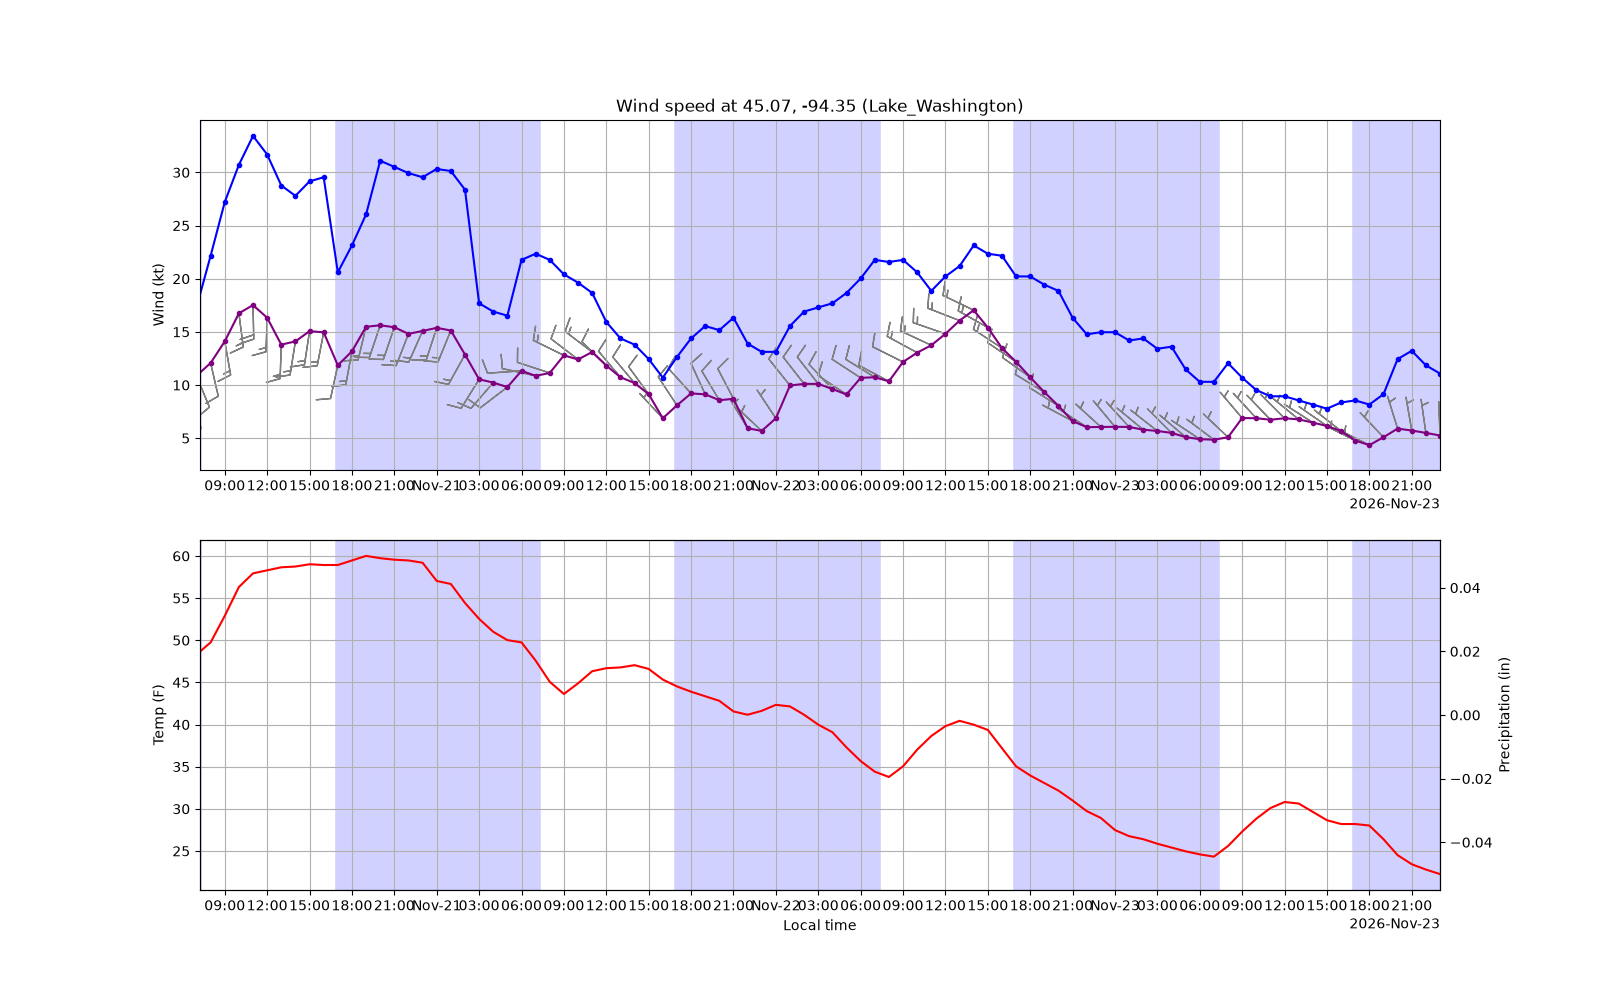 Wind speed at 45.07, -94.35 (Lake_Washington)
30
25
20
15
10
5
Wind (kt)
09:00 12:00 15:00 18:00 21:00 Nov-21 03:00 06:00 09:00 12:00 15:00 18:00 21:00 Nov-22 03:00 06:00 09:00 12:00 15:00 18:00 21:00 Nov-23 03:00 06:00 09:00 12:00 15:00 18:00 21:00
2026-Nov-23
60
55
50
45
40
35
30
25
Temp (F)
0.04
0.02
0.00
−0.02
−0.04
Precipitation (in)
09:00 12:00 15:00 18:00 21:00 Nov-21 03:00 06:00 09:00 12:00 15:00 18:00 21:00 Nov-22 03:00 06:00 09:00 12:00 15:00 18:00 21:00 Nov-23 03:00 06:00 09:00 12:00 15:00 18:00 21:00
2026-Nov-23
Local time